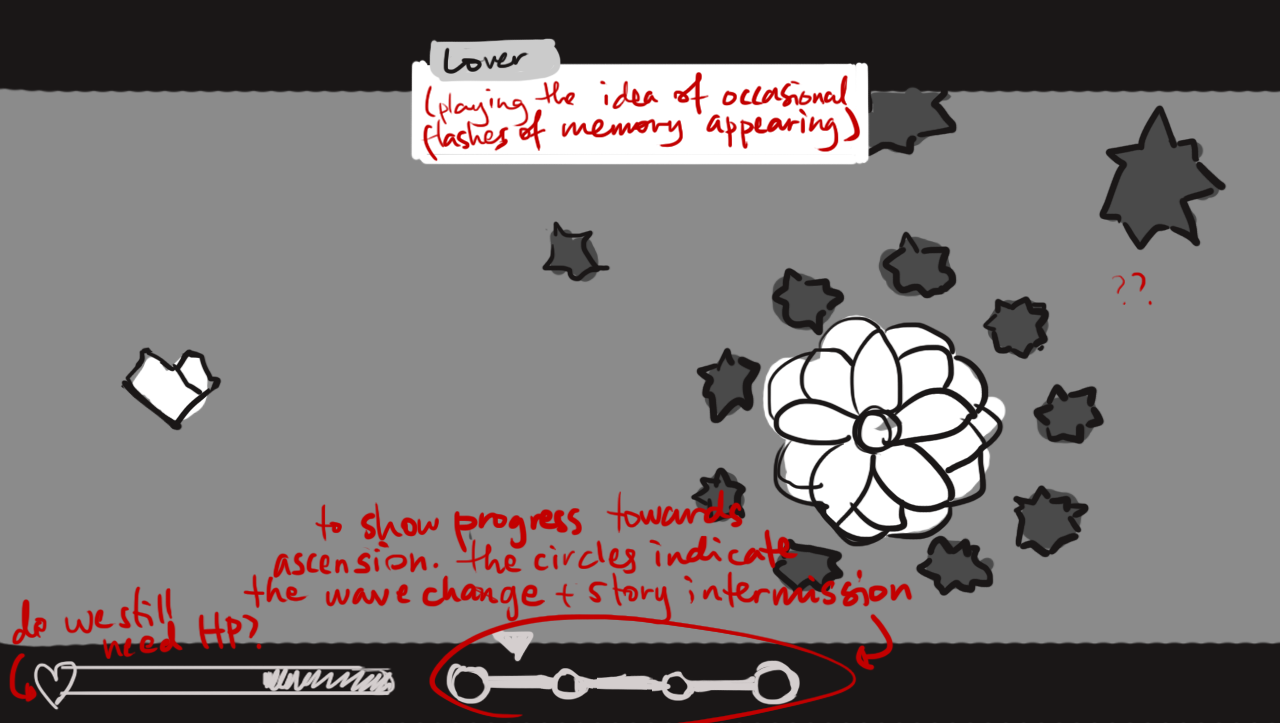 Lover
(playing the idea of occasional
flashes of memory appearing)
??
to show progress towards
ascension. the circles indicate
the wave change + story intermission
do we still
need HP?